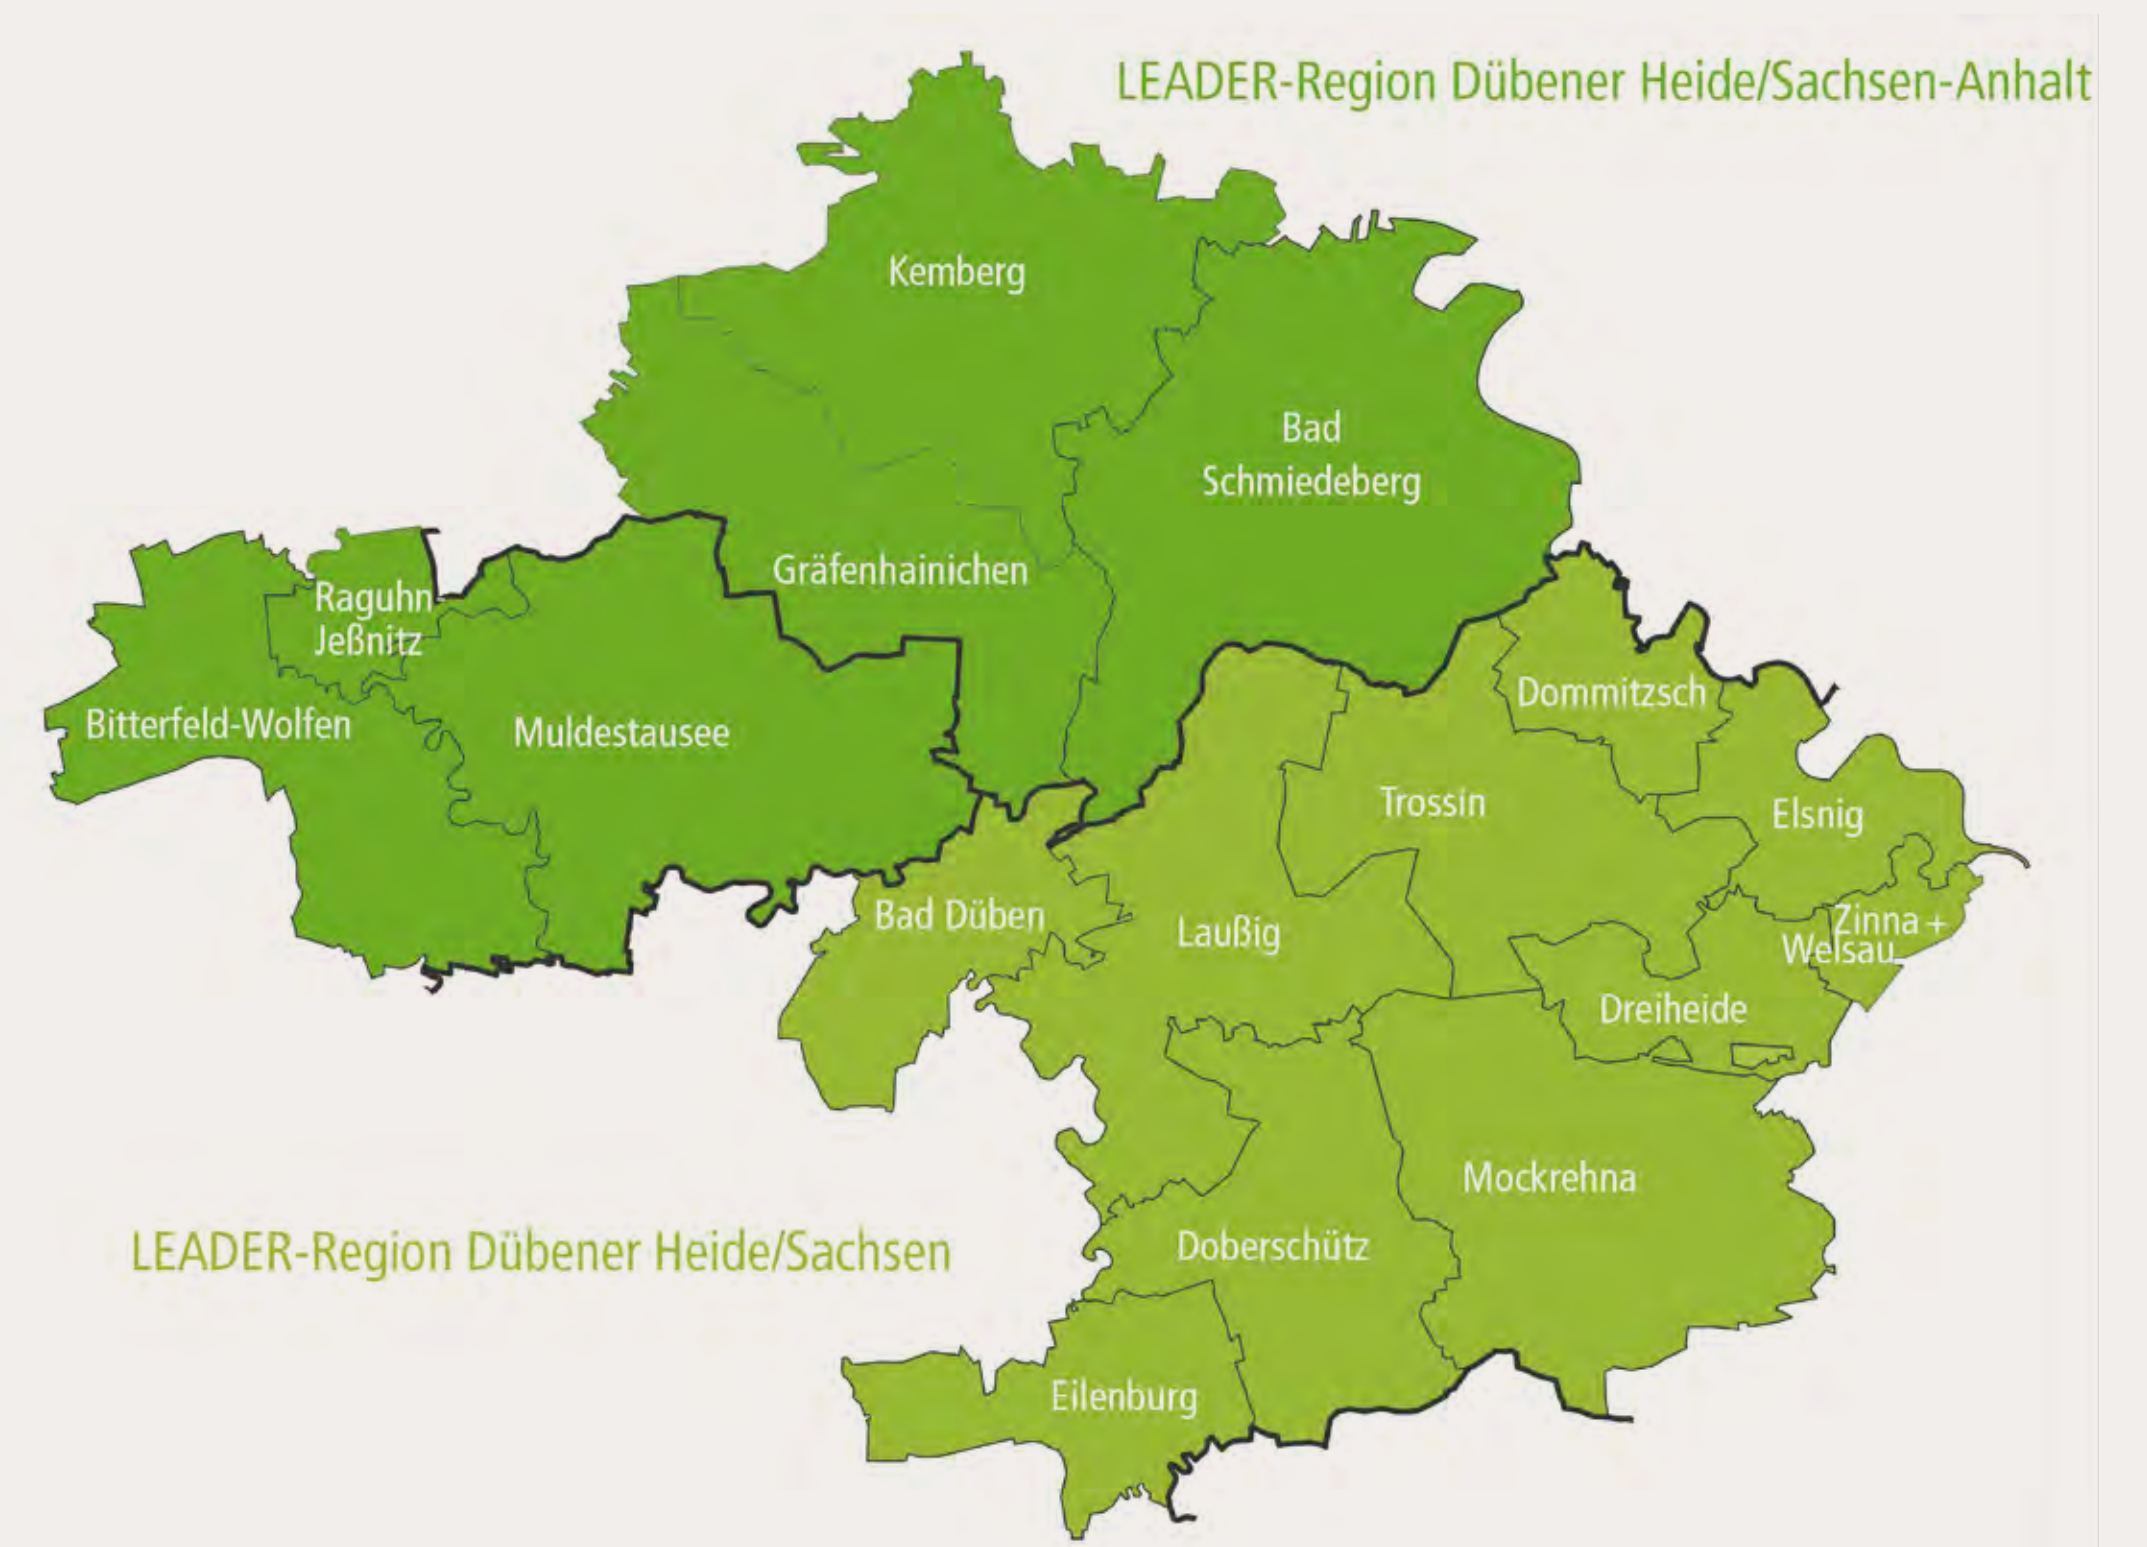 LEADER-Region Dübener Heide/Sachsen-Anhalt
Kemberg
Bad
Schmiedeberg
Gräfenhainichen
Raguhn-
Jeßnitz
Bitterfeld-Wolfen
Muldestausee
Dommitzsch
Trossin
Elsnig
Bad Düben
Laußig
Zinna +
Welsau
Dreiheide
Mockrehna
LEADER-Region Dübener Heide/Sachsen
Doberschütz
Eilenburg